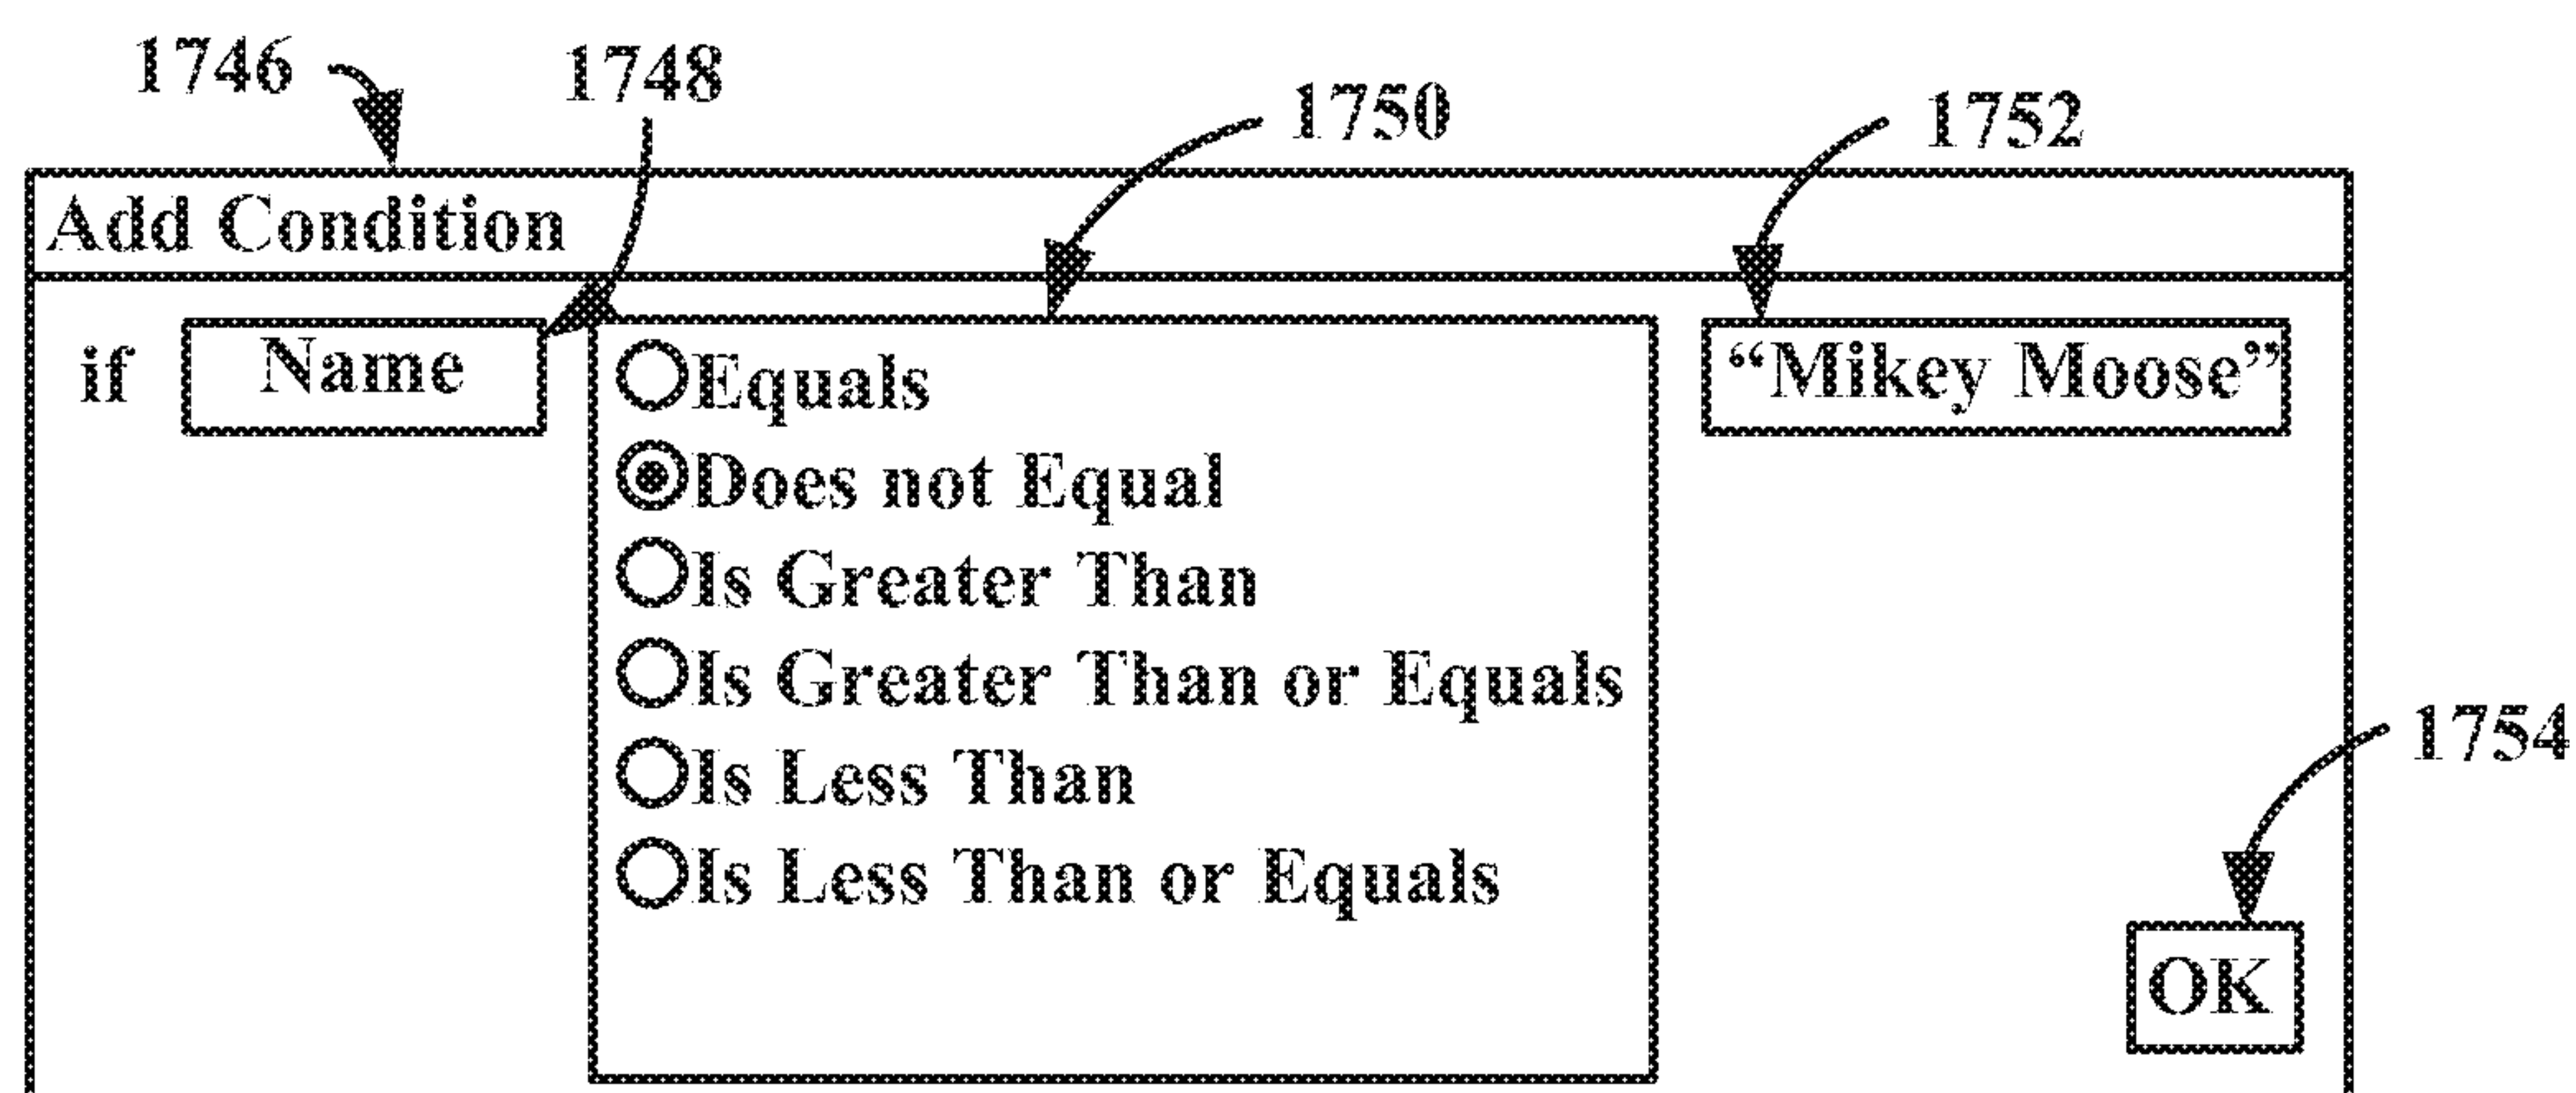 1746 1748 1750 1752
Add Condition
if Name Equals “Mikey Moose”
Does not Equal
Is Greater Than
Is Greater Than or Equals
1754
Is Less Than
Is Less Than or Equals
OK